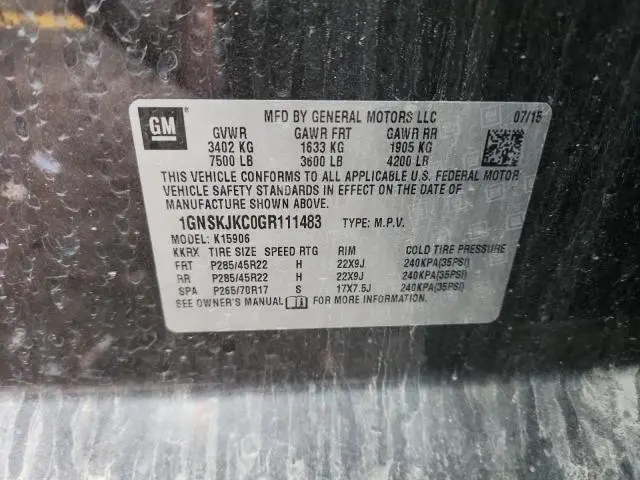 GM®
MFD BY GENERAL MOTORS LLC 07/15
GVWR GAWR FRT GAWR RR
3402 KG 1633 KG 1905 KG
7500 LB 3600 LB 4200 LB
THIS VEHICLE CONFORMS TO ALL APPLICABLE U.S. FEDERAL MOTOR
VEHICLE SAFETY STANDARDS IN EFFECT ON THE DATE OF
MANUFACTURE SHOWN ABOVE.
1GNSKJKC0GR111483 TYPE: M.P.V.
MODEL: K15906
KKRX TIRE SIZE SPEED RTG RIM COLD TIRE PRESSURE
FRT P285/45R22 H 22X9J 240KPA(35PSI)
RR P285/45R22 H 22X9J 240KPA(35PSI)
SPA P265/70R17 S 17X7.5J 240KPA(35PSI)
SEE OWNER'S MANUAL FOR MORE INFORMATION.